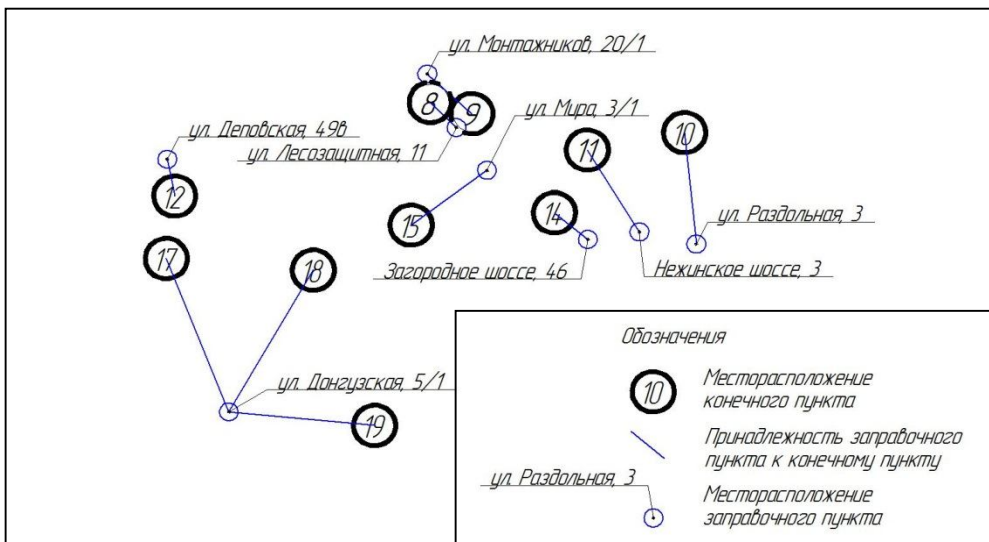 ул. Монтажников, 20/1
8
9
ул. Мира, 3/1
10
ул. Деповская, 49в
ул. Лесозащитная, 11
11
12
15
14
ул. Раздольная, 3
17
18
Загородное шоссе, 46
Нежинское шоссе, 3
ул. Донгузская, 5/1
19
Обозначения
10
Месторасположение
конечного пункта
Принадлежность заправочного
пункта к конечному пункту
ул. Раздольная, 3
Месторасположение
заправочного пункта